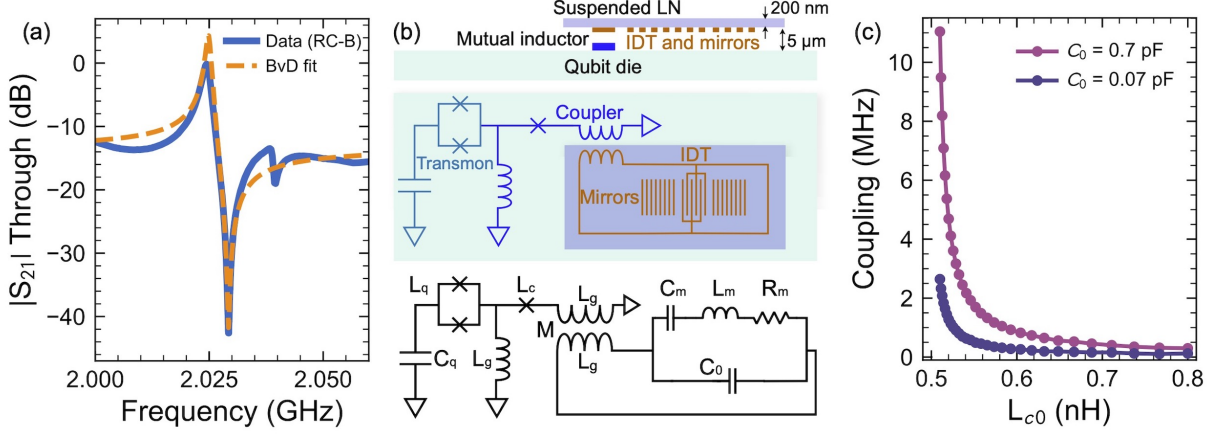 (a)
Data (RC-B)
BvD fit
|S21| Through (dB)
0
−10
−20
−30
−40
2.000
2.025
2.050
Frequency (GHz)
(b)
Suspended LN
200 nm
Mutual inductor
IDT and mirrors
5 µm
Qubit die
Coupler
Transmon
IDT
Mirrors
Lq
Lc
Lg
Cm
Lm
Rm
M
Cq
Lg
Lg
C0
(c)
C0 = 0.7 pF
C0 = 0.07 pF
Coupling (MHz)
10
8
6
4
2
0
0.5
0.6
0.7
0.8
Lc0 (nH)